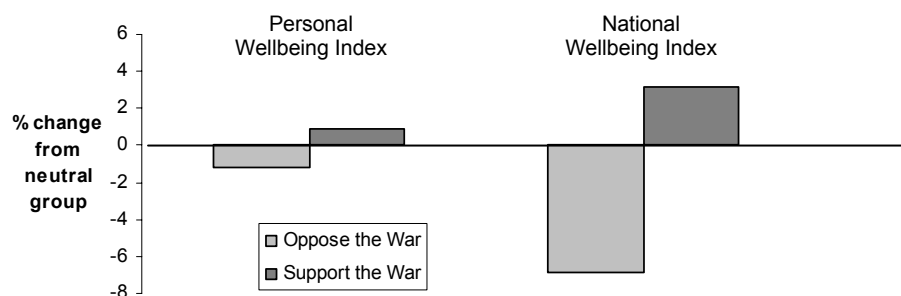 Personal
Wellbeing Index
National
Wellbeing Index
6
4
2
0
-2
-4
-6
-8
% change
from
neutral
group
Oppose the War
Support the War